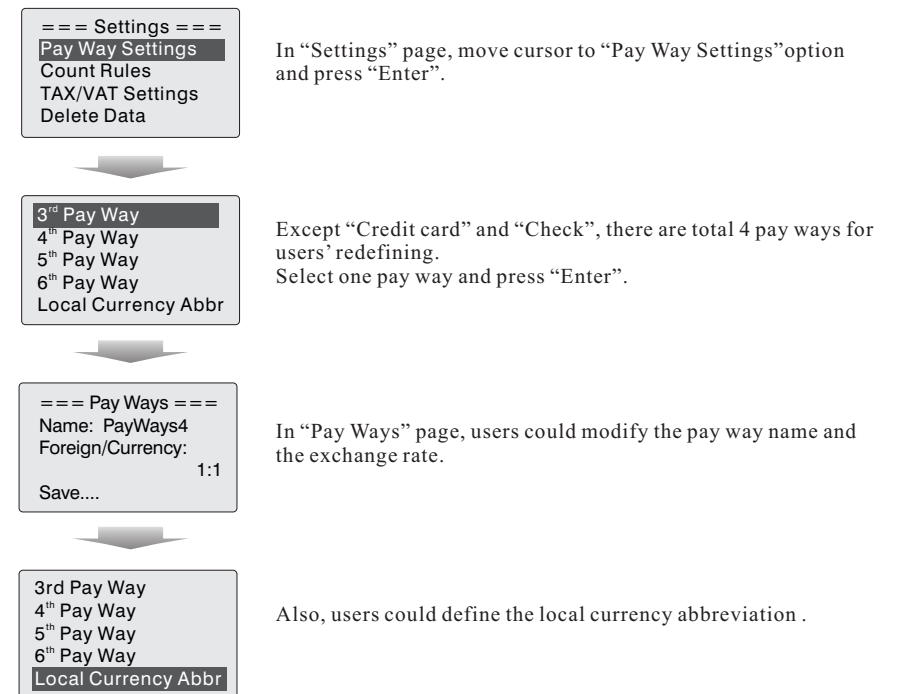 === Settings ===
Pay Way Settings
Count Rules
TAX/VAT Settings
Delete Data
In “Settings” page, move cursor to “Pay Way Settings”option
and press “Enter”.
3rd Pay Way
4th Pay Way
5th Pay Way
6th Pay Way
Local Currency Abbr
Except “Credit card” and “Check”, there are total 4 pay ways for
users’ redefining.
Select one pay way and press “Enter”.
=== Pay Ways ===
Name: PayWays4
Foreign/Currency:
1:1
Save....
In “Pay Ways” page, users could modify the pay way name and
the exchange rate.
3rd Pay Way
4th Pay Way
5th Pay Way
6th Pay Way
Local Currency Abbr
Also, users could define the local currency abbreviation .